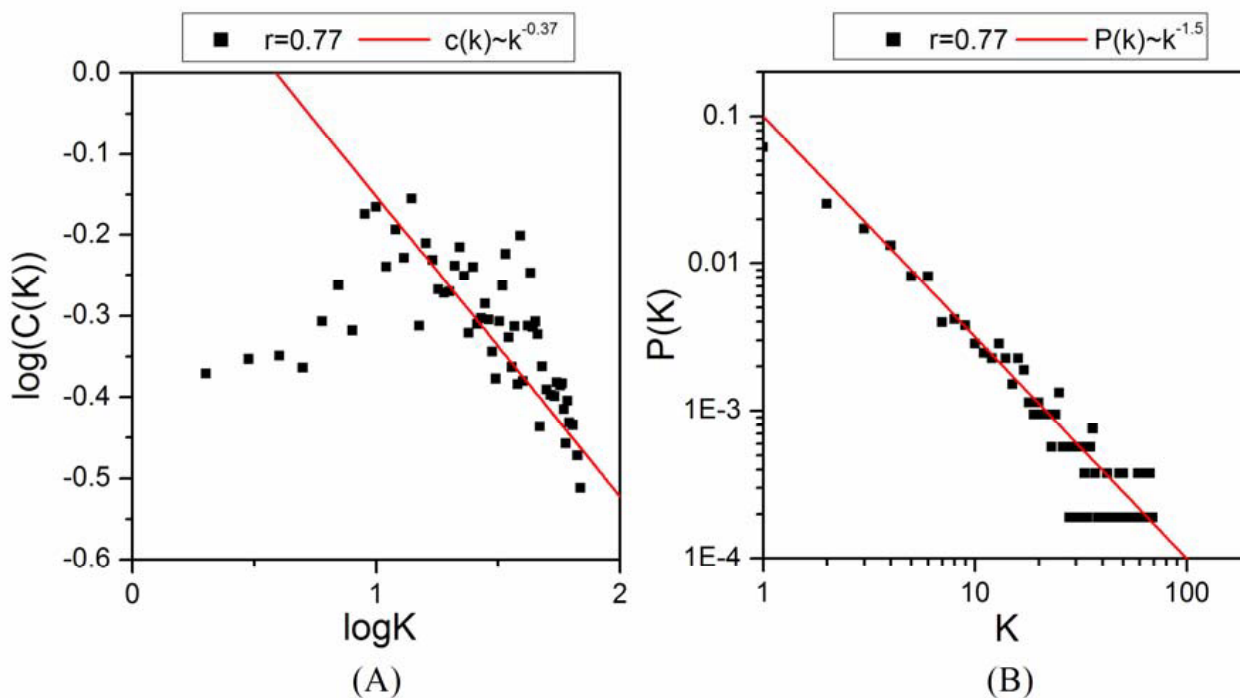 r=0.77 c(k)~k^-0.37
0.0
-0.1
-0.2
-0.3
-0.4
-0.5
-0.6
log(C(K))
0 1 2
logK
(A)
r=0.77 P(k)~k^-1.5
0.1
0.01
1E-3
1E-4
P(K)
1 10 100
K
(B)